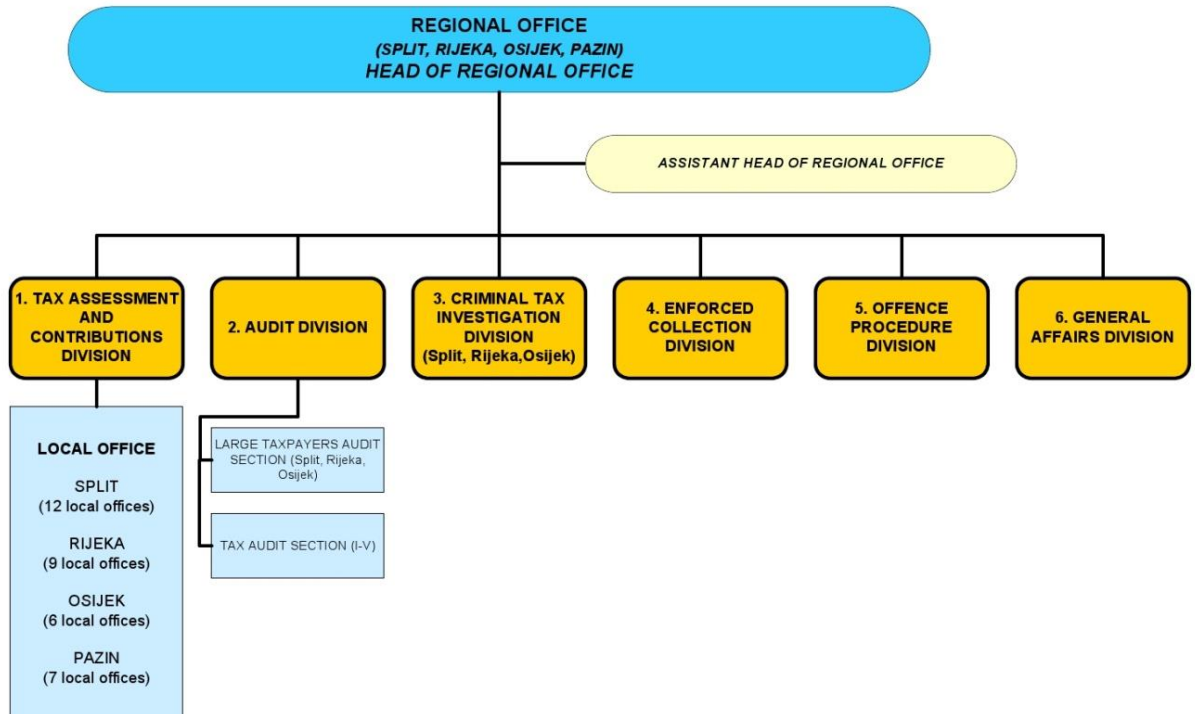 REGIONAL OFFICE
(SPLIT, RIJEKA, OSIJEK, PAZIN)
HEAD OF REGIONAL OFFICE
ASSISTANT HEAD OF REGIONAL OFFICE
1. TAX ASSESSMENT
AND
CONTRIBUTIONS
DIVISION
2. AUDIT DIVISION
3. CRIMINAL TAX
INVESTIGATION
DIVISION
(Split, Rijeka,Osijek)
4. ENFORCED
COLLECTION
DIVISION
5. OFFENCE
PROCEDURE
DIVISION
6. GENERAL
AFFAIRS DIVISION
LOCAL OFFICE
SPLIT
(12 local offices)
RIJEKA
(9 local offices)
OSIJEK
(6 local offices)
PAZIN
(7 local offices)
LARGE TAXPAYERS AUDIT
SECTION (Split, Rijeka,
Osijek)
TAX AUDIT SECTION (I-V)